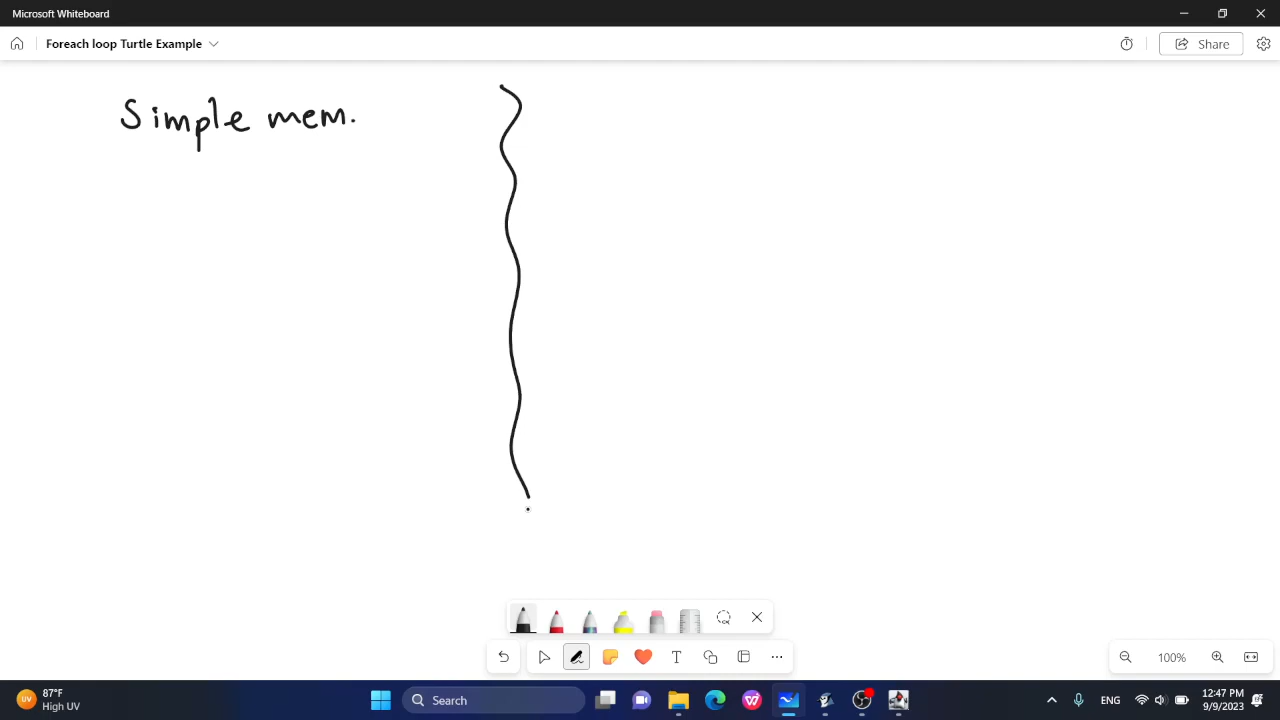 Microsoft Whiteboard
Foreach loop Turtle Example
Share
Simple mem.
100%
87°F
High UV
Search
ENG
12:47 PM
9/9/2023